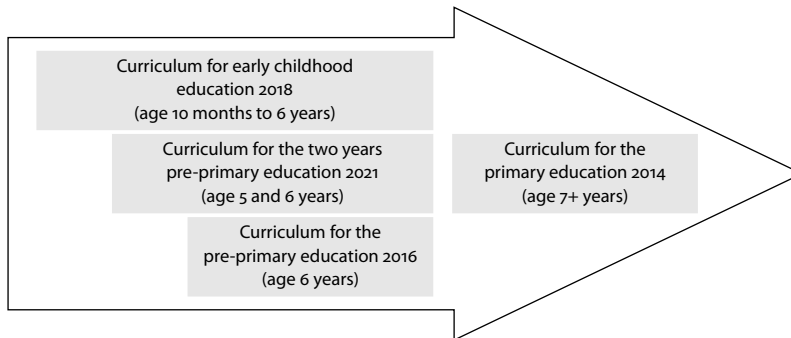 Curriculum for early childhood
education 2018
(age 10 months to 6 years)
Curriculum for the two years
pre-primary education 2021
(age 5 and 6 years)
Curriculum for the
primary education 2014
(age 7+ years)
Curriculum for the
pre-primary education 2016
(age 6 years)